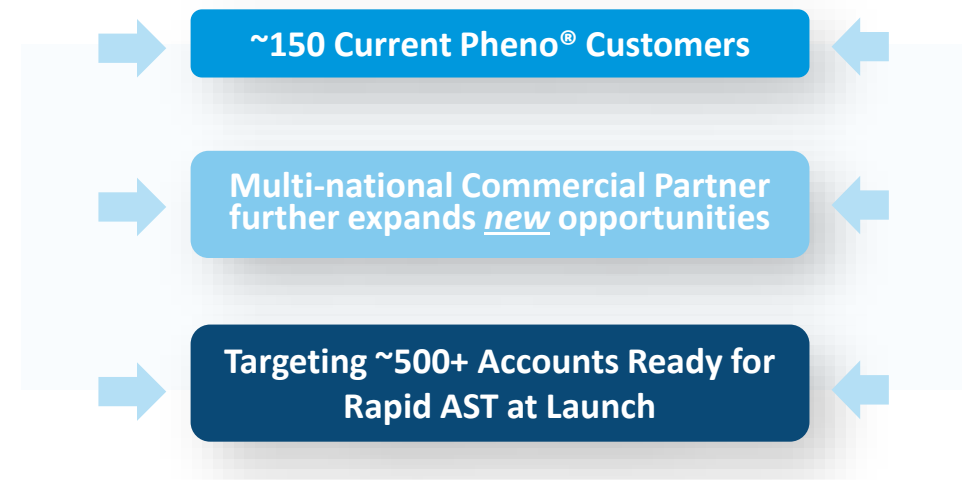 ~150 Current Pheno® Customers
Multi-national Commercial Partner
further expands new opportunities
Targeting ~500+ Accounts Ready for
Rapid AST at Launch